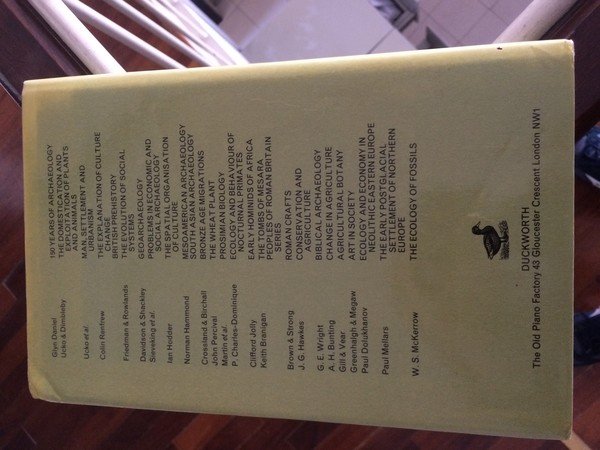 Glyn Daniel 150 YEARS OF ARCHAEOLOGY
Ucko & Dimbleby THE DOMESTICATION AND
EXPLOITATION OF PLANTS
AND ANIMALS
Ucko et al. MAN, SETTLEMENT AND
URBANISM
Colin Renfrew THE EXPLANATION OF CULTURE
CHANGE
BRITISH PREHISTORY
Friedman & Rowlands THE EVOLUTION OF SOCIAL
SYSTEMS
Davidson & Shackley GEOARCHAEOLOGY
Sieveking et al. PROBLEMS IN ECONOMIC AND
SOCIAL ARCHAEOLOGY
Ian Hodder THE SPATIAL ORGANISATION
OF CULTURE
Norman Hammond MESOAMERICAN ARCHAEOLOGY
SOUTH ASIAN ARCHAEOLOGY
Crossland & Birchall BRONZE AGE MIGRATIONS
John Percival THE WHEAT PLANT
Martin et al. PROSIMIAN BIOLOGY
P. Charles-Dominique ECOLOGY AND BEHAVIOUR OF
NOCTURNAL PRIMATES
Clifford Jolly EARLY HOMINIDS OF AFRICA
Keith Branigan THE TOMBS OF MESARA
PEOPLES OF ROMAN BRITAIN
SERIES
Brown & Strong ROMAN CRAFTS
J. G. Hawkes CONSERVATION AND
AGRICULTURE
G. E. Wright BIBLICAL ARCHAEOLOGY
A. H. Bunting CHANGE IN AGRICULTURE
Gill & Vear AGRICULTURAL BOTANY
Greenhalgh & Megaw ART IN SOCIETY
Paul Dolukhanov ECOLOGY AND ECONOMY IN
NEOLITHIC EASTERN EUROPE
Paul Mellars THE EARLY POSTGLACIAL
SETTLEMENT OF NORTHERN
EUROPE
W. S. McKerrow THE ECOLOGY OF FOSSILS
DUCKWORTH
The Old Piano Factory 43 Gloucester Crescent London NW1